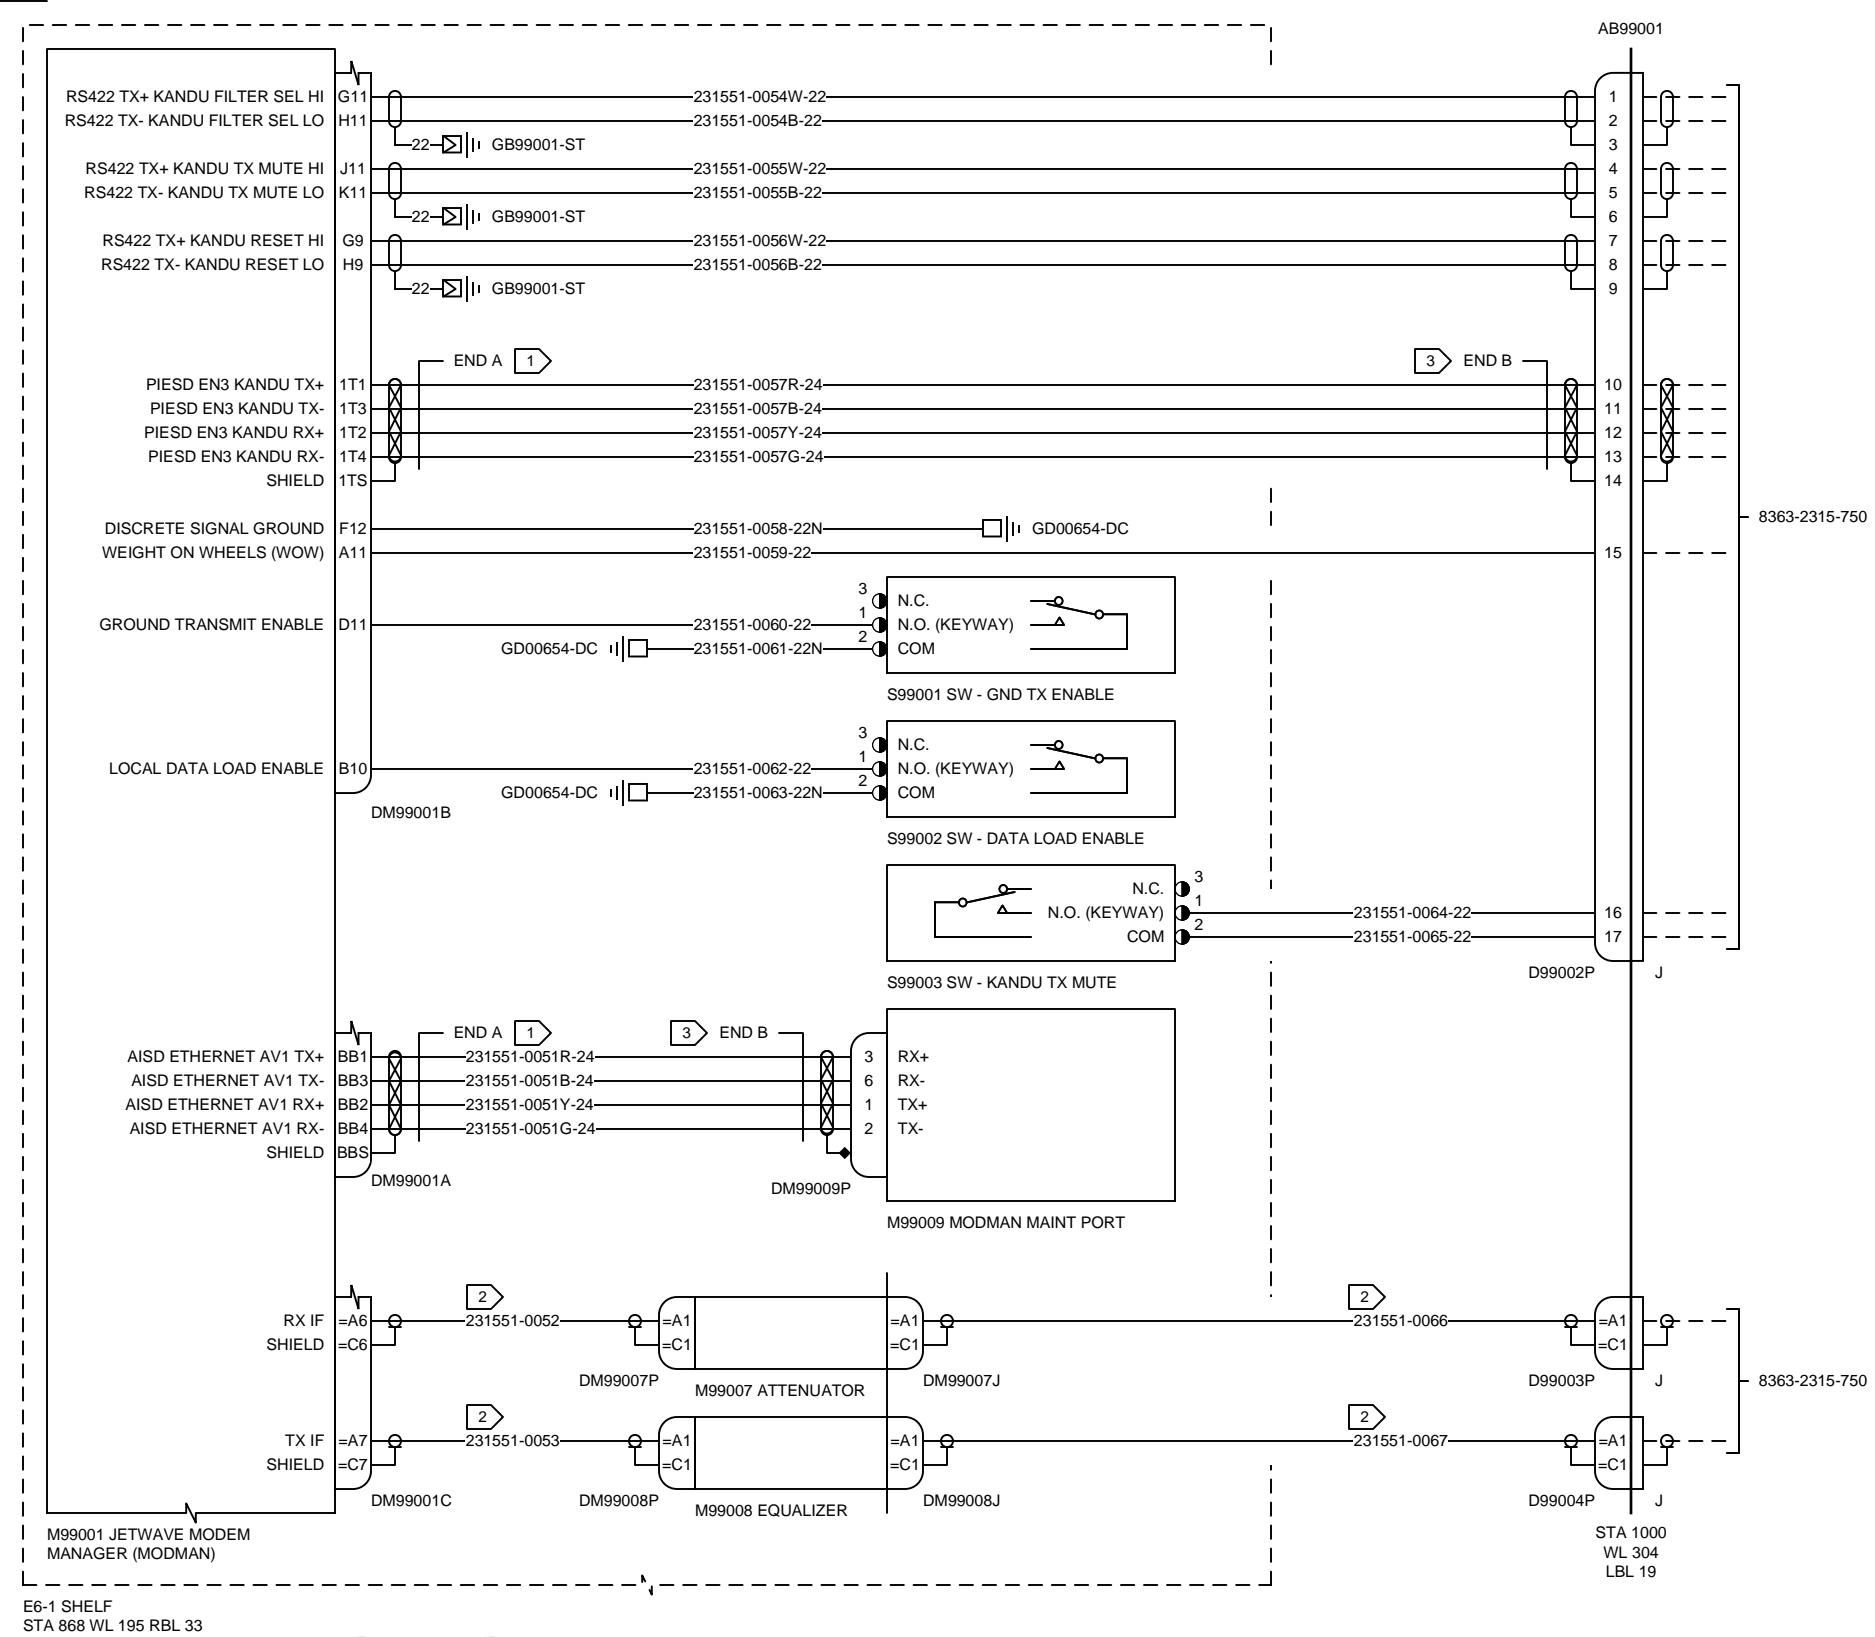 AB99001
RS422 TX+ KANDU FILTER SEL HI G11 231551-0054W-22 1
RS422 TX- KANDU FILTER SEL LO H11 231551-0054B-22 2
22 GB99001-ST 3
RS422 TX+ KANDU TX MUTE HI J11 231551-0055W-22 4
RS422 TX- KANDU TX MUTE LO K11 231551-0055B-22 5
22 GB99001-ST 6
RS422 TX+ KANDU RESET HI G9 231551-0056W-22 7
RS422 TX- KANDU RESET LO H9 231551-0056B-22 8
22 GB99001-ST 9
END A 1 3 END B
PIESD EN3 KANDU TX+ 1T1 231551-0057R-24 10
PIESD EN3 KANDU TX- 1T3 231551-0057B-24 11
PIESD EN3 KANDU RX+ 1T2 231551-0057Y-24 12
PIESD EN3 KANDU RX- 1T4 231551-0057G-24 13
SHIELD 1TS 14
8363-2315-750
DISCRETE SIGNAL GROUND F12 231551-0058-22N GD00654-DC
WEIGHT ON WHEELS (WOW) A11 231551-0059-22 15
3 N.C.
GROUND TRANSMIT ENABLE D11 231551-0060-22 1 N.O. (KEYWAY)
GD00654-DC 231551-0061-22N 2 COM
S99001 SW - GND TX ENABLE
3 N.C.
LOCAL DATA LOAD ENABLE B10 231551-0062-22 1 N.O. (KEYWAY)
GD00654-DC 231551-0063-22N 2 COM
DM99001B
S99002 SW - DATA LOAD ENABLE
N.C. 3
N.O. (KEYWAY) 1 231551-0064-22 16
COM 2 231551-0065-22 17
D99002P J
S99003 SW - KANDU TX MUTE
END A 1 3 END B
AISD ETHERNET AV1 TX+ BB1 231551-0051R-24 3 RX+
AISD ETHERNET AV1 TX- BB3 231551-0051B-24 6 RX-
AISD ETHERNET AV1 RX+ BB2 231551-0051Y-24 1 TX+
AISD ETHERNET AV1 RX- BB4 231551-0051G-24 2 TX-
SHIELD BBS
DM99001A
DM99009P
M99009 MODMAN MAINT PORT
2 2
RX IF =A6 231551-0052 =A1 =A1 231551-0066 =A1
SHIELD =C6 =C1 =C1 =C1
DM99007P M99007 ATTENUATOR DM99007J D99003P J 8363-2315-750
2 2
TX IF =A7 231551-0053 =A1 =A1 231551-0067 =A1
SHIELD =C7 =C1 =C1 =C1
DM99001C DM99008P M99008 EQUALIZER DM99008J D99004P J
M99001 JETWAVE MODEM
MANAGER (MODMAN)
STA 1000
WL 304
LBL 19
E6-1 SHELF
STA 868 WL 195 RBL 33